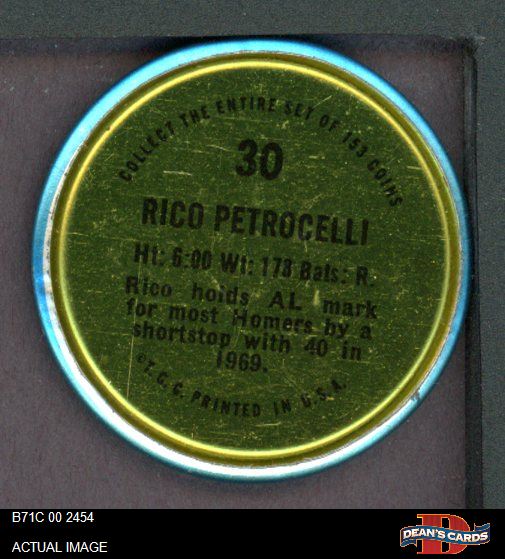 COLLECT THE ENTIRE SET OF 153 COINS
30
RICO PETROCELLI
Ht: 6:00 Wt: 178 Bats: R.
Rico holds AL mark
for most Homers by a
shortstop with 40 in
1969.
©T.G.C. PRINTED IN U.S.A.
B71C 00 2454
ACTUAL IMAGE
D
DEAN'S CARDS